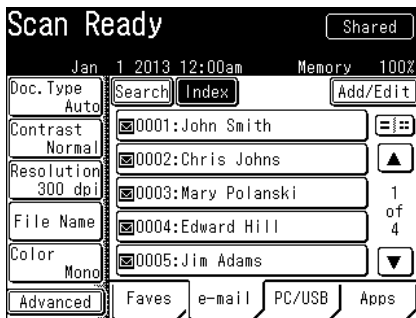 Scan Ready
Shared
Jan 1 2013 12:00am Memory 100%
Doc.Type
Auto
Contrast
Normal
Resolution
300 dpi
File Name
Color
Mono
Advanced
Search Index Add/Edit
0001:John Smith
0002:Chris Johns
0003:Mary Polanski
0004:Edward Hill
0005:Jim Adams
1
of
4
Faves e-mail PC/USB Apps